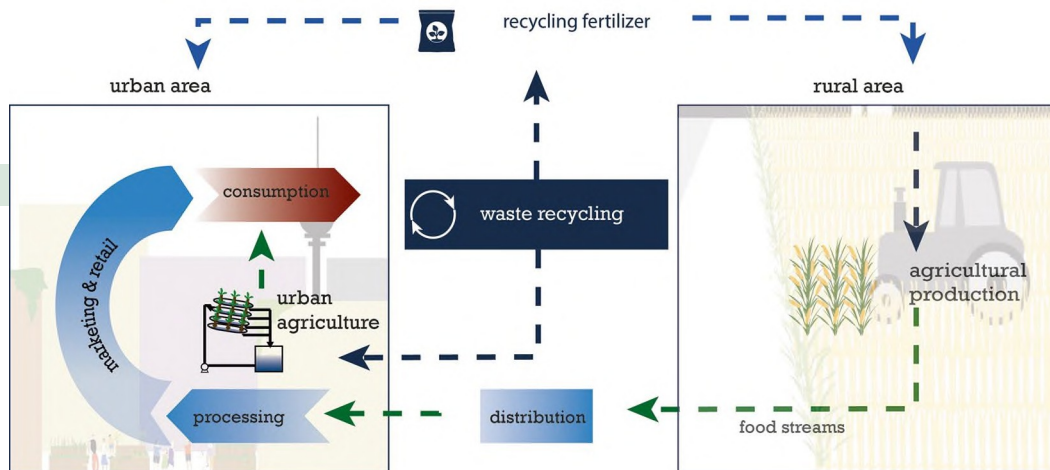 recycling fertilizer
urban area
rural area
consumption
waste recycling
marketing & retail
urban
agriculture
agricultural
production
processing
distribution
food streams